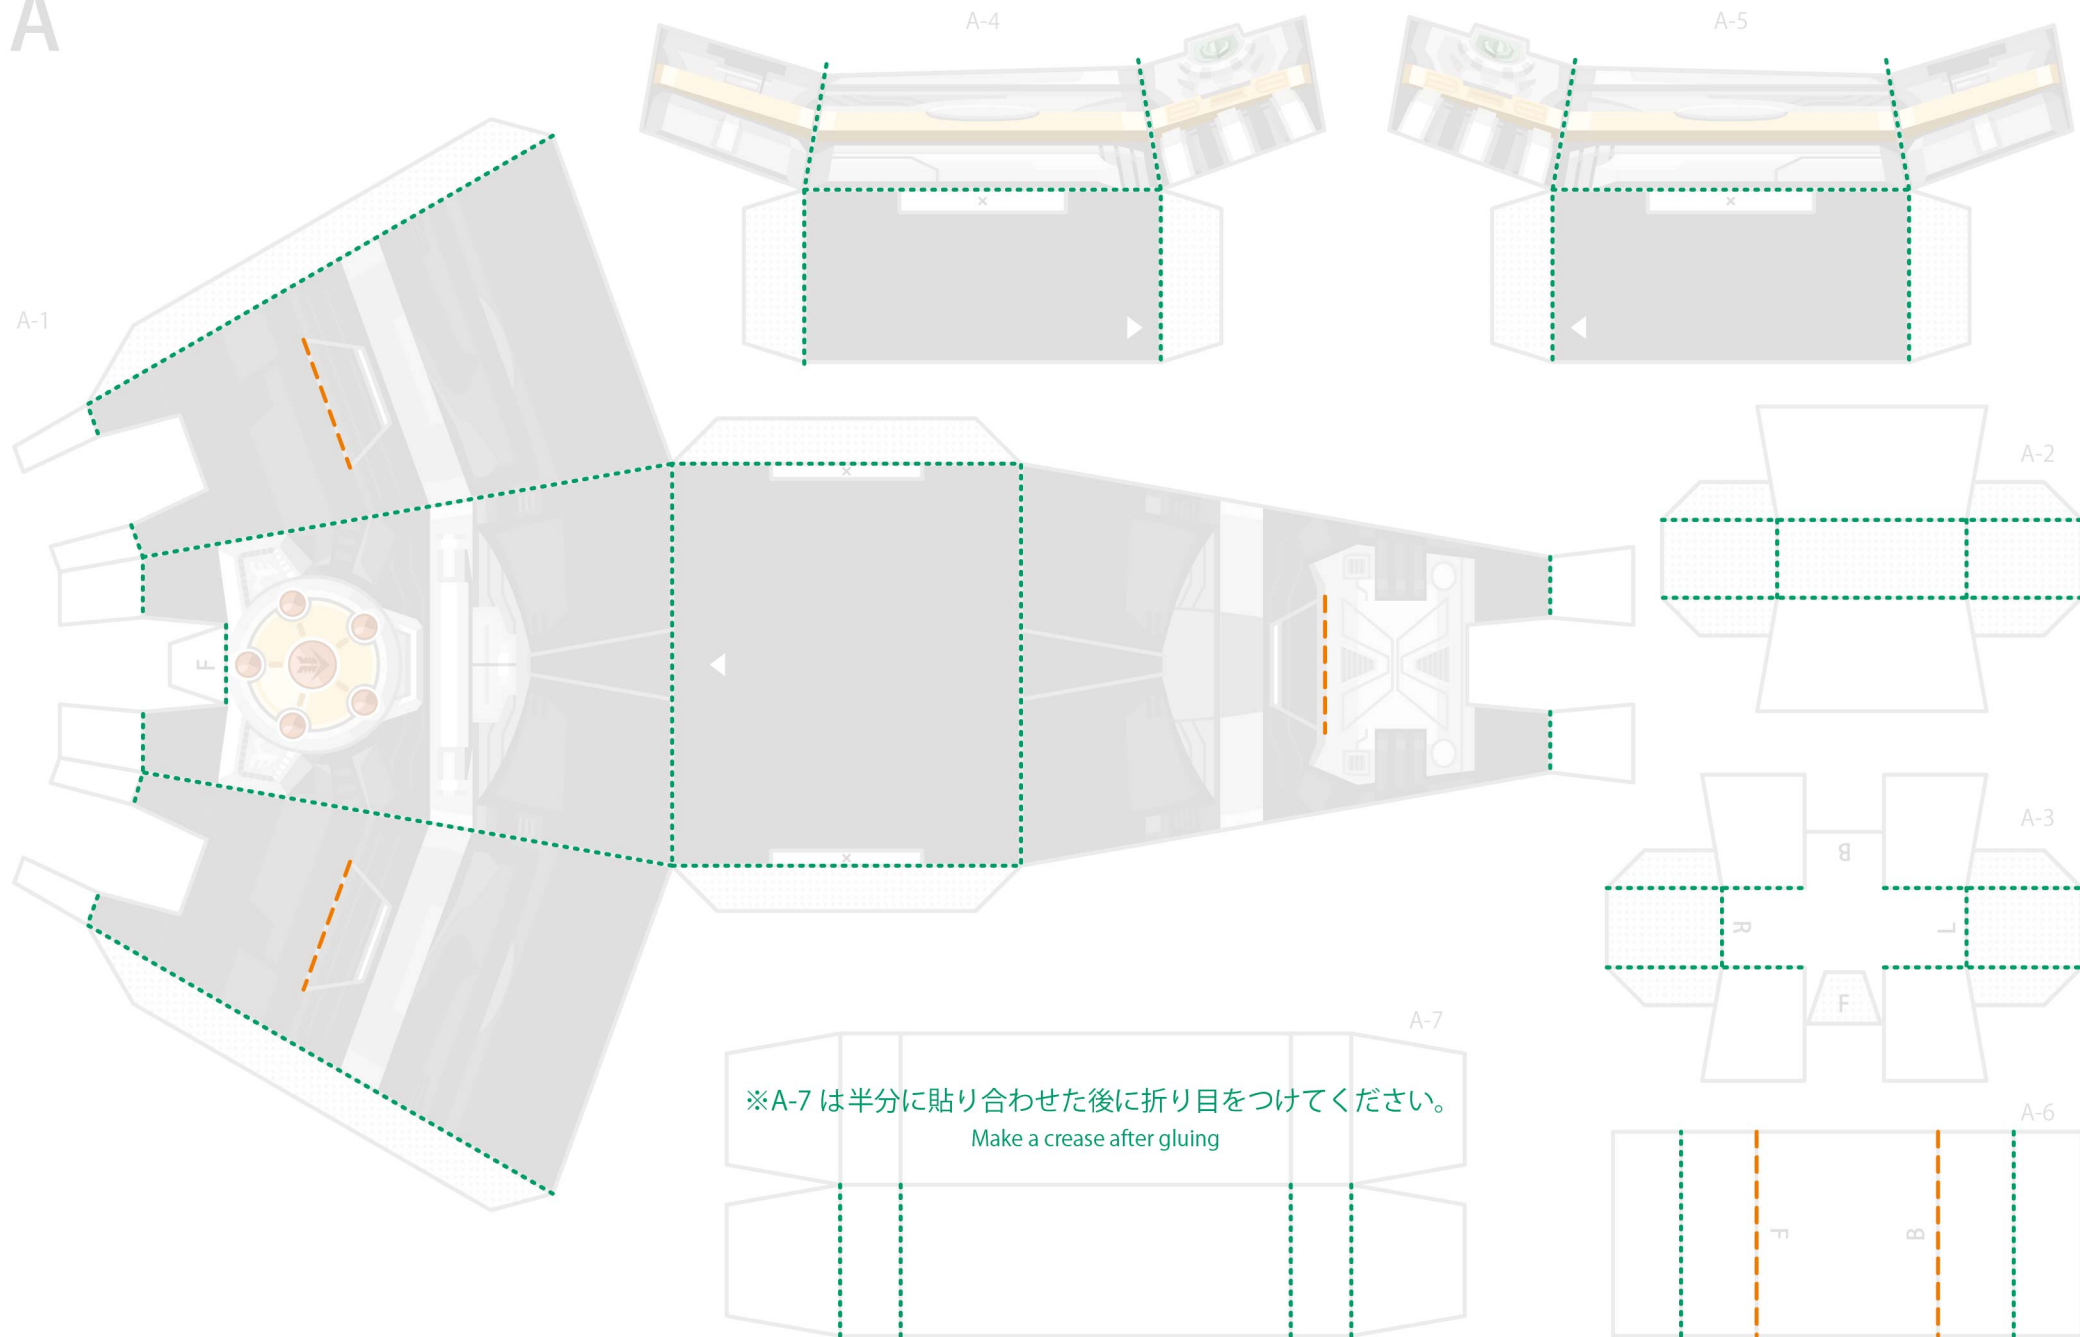 A
A-4
A-5
×
×
A-1
A-2
×
F
A-3
B
R
L
×
F
A-7
※A-7 は半分に貼り合わせた後に折り目をつけてください。
Make a crease after gluing
A-6
F
B